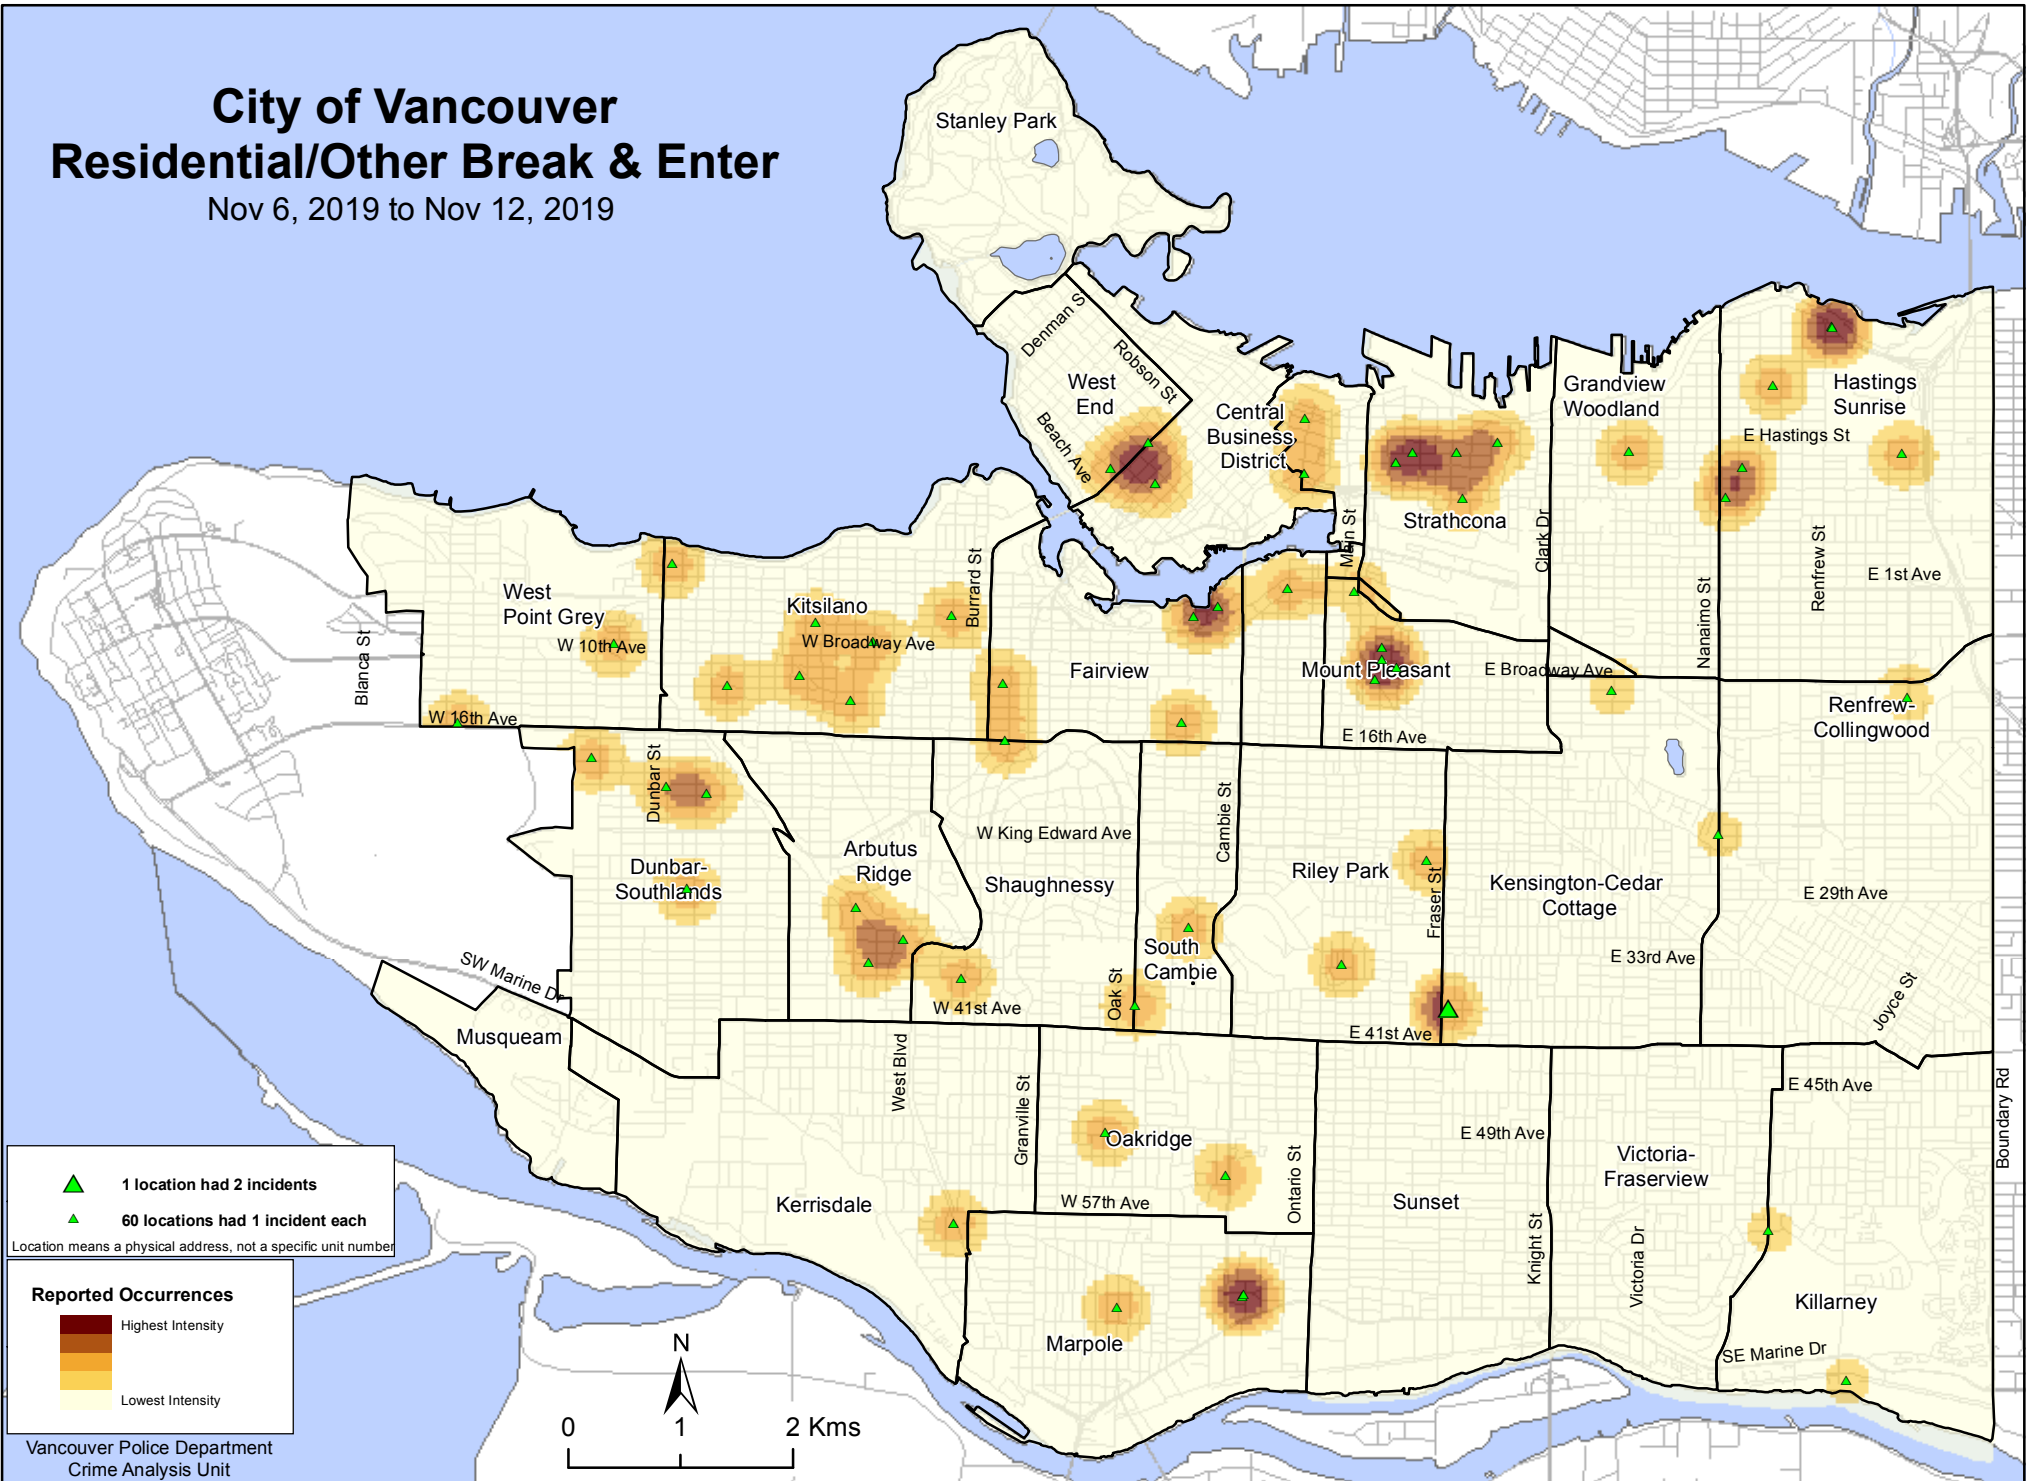 City of Vancouver
Residential/Other Break & Enter
Nov 6, 2019 to Nov 12, 2019
Stanley Park
Denman S
Robson St
West
End
Beach Ave
Central
Business
District
Grandview
Woodland
Hastings
Sunrise
E Hastings St
Strathcona
Main St
Clark Dr
Nanaimo St
Renfrew St
E 1st Ave
West
Point Grey
W 10th Ave
Blanca St
W 16th Ave
Kitsilano
W Broadway Ave
Burrard St
Fairview
Mount Pleasant
E Broadway Ave
E 16th Ave
Renfrew-
Collingwood
Dunbar St
Dunbar-
Southlands
Arbutus
Ridge
W King Edward Ave
Shaughnessy
Cambie St
Riley Park
Fraser St
Kensington-Cedar
Cottage
E 29th Ave
E 33rd Ave
South
Cambie
Oak St
W 41st Ave
E 41st Ave
Joyce St
SW Marine Dr
Musqueam
West Blvd
Granville St
Oakridge
W 57th Ave
Ontario St
E 49th Ave
E 45th Ave
Boundary Rd
Victoria-
Fraserview
Sunset
Knight St
Victoria Dr
Kerrisdale
Marpole
Killarney
SE Marine Dr
1 location had 2 incidents
60 locations had 1 incident each
Location means a physical address, not a specific unit number
Reported Occurrences
Highest Intensity
Lowest Intensity
Vancouver Police Department
Crime Analysis Unit
N
0 1 2 Kms